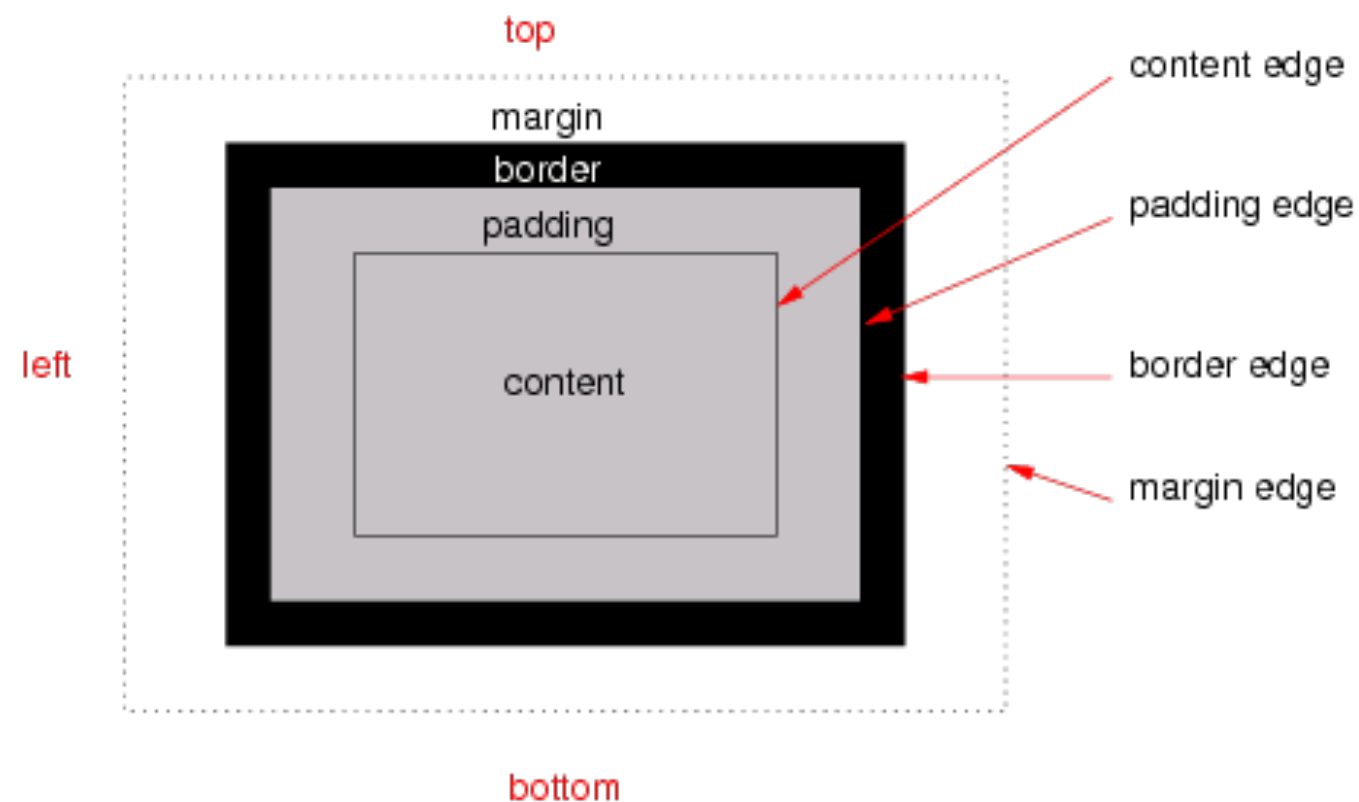 top
content edge
margin
border
padding edge
padding
left
content
border edge
margin edge
bottom